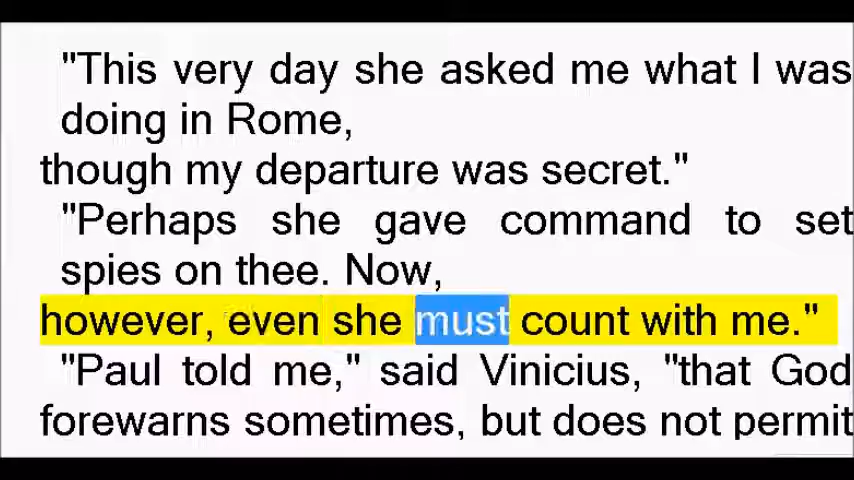 "This very day she asked me what I was
doing in Rome,
though my departure was secret."
"Perhaps she gave command to set
spies on thee. Now,
however, even she must count with me."
"Paul told me," said Vinicius, "that God
forewarns sometimes, but does not permit